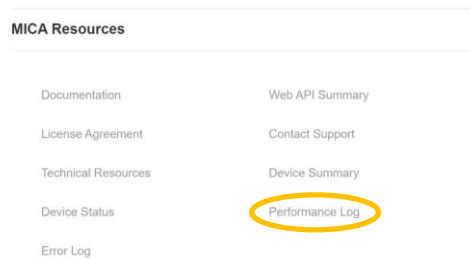 MICA Resources
Documentation
Web API Summary
License Agreement
Contact Support
Technical Resources
Device Summary
Device Status
Performance Log
Error Log